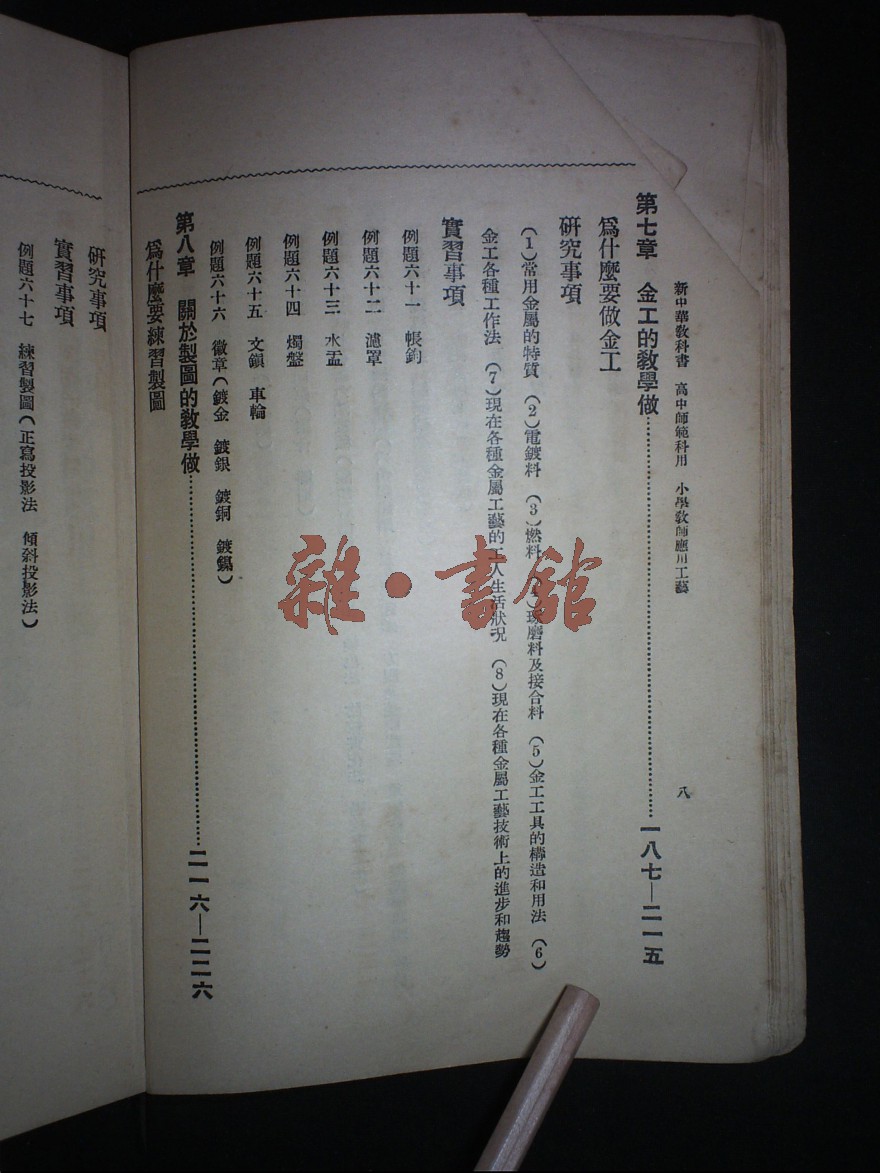 新中華教科書　高中師範科用　小學教師應用工藝
八
第七章　金工的教學做……一八七—二一五
爲什麼要做金工
研究事項
(1)常用金屬的特質　(2)電鍍料　(3)燃料　(4)琢磨料及接合料　(5)金工工具的構造和用法　(6)
金工各種工作法　(7)現在各種金屬工藝的工人生活狀况　(8)現在各種金屬工藝技術上的進步和趨勢
實習事項
例題六十一　帳鈎
例題六十二　濾罩
例題六十三　水盂
例題六十四　燭盤
例題六十五　文鎮　車輪
例題六十六　徽章(鍍金　鍍銀　鍍銅　鍍鎳)
第八章　關於製圖的教學做……二一六—二二六
爲什麼要練習製圖
研究事項
實習事項
例題六十七　練習製圖(正寫投影法　傾斜投影法)
雜·書館